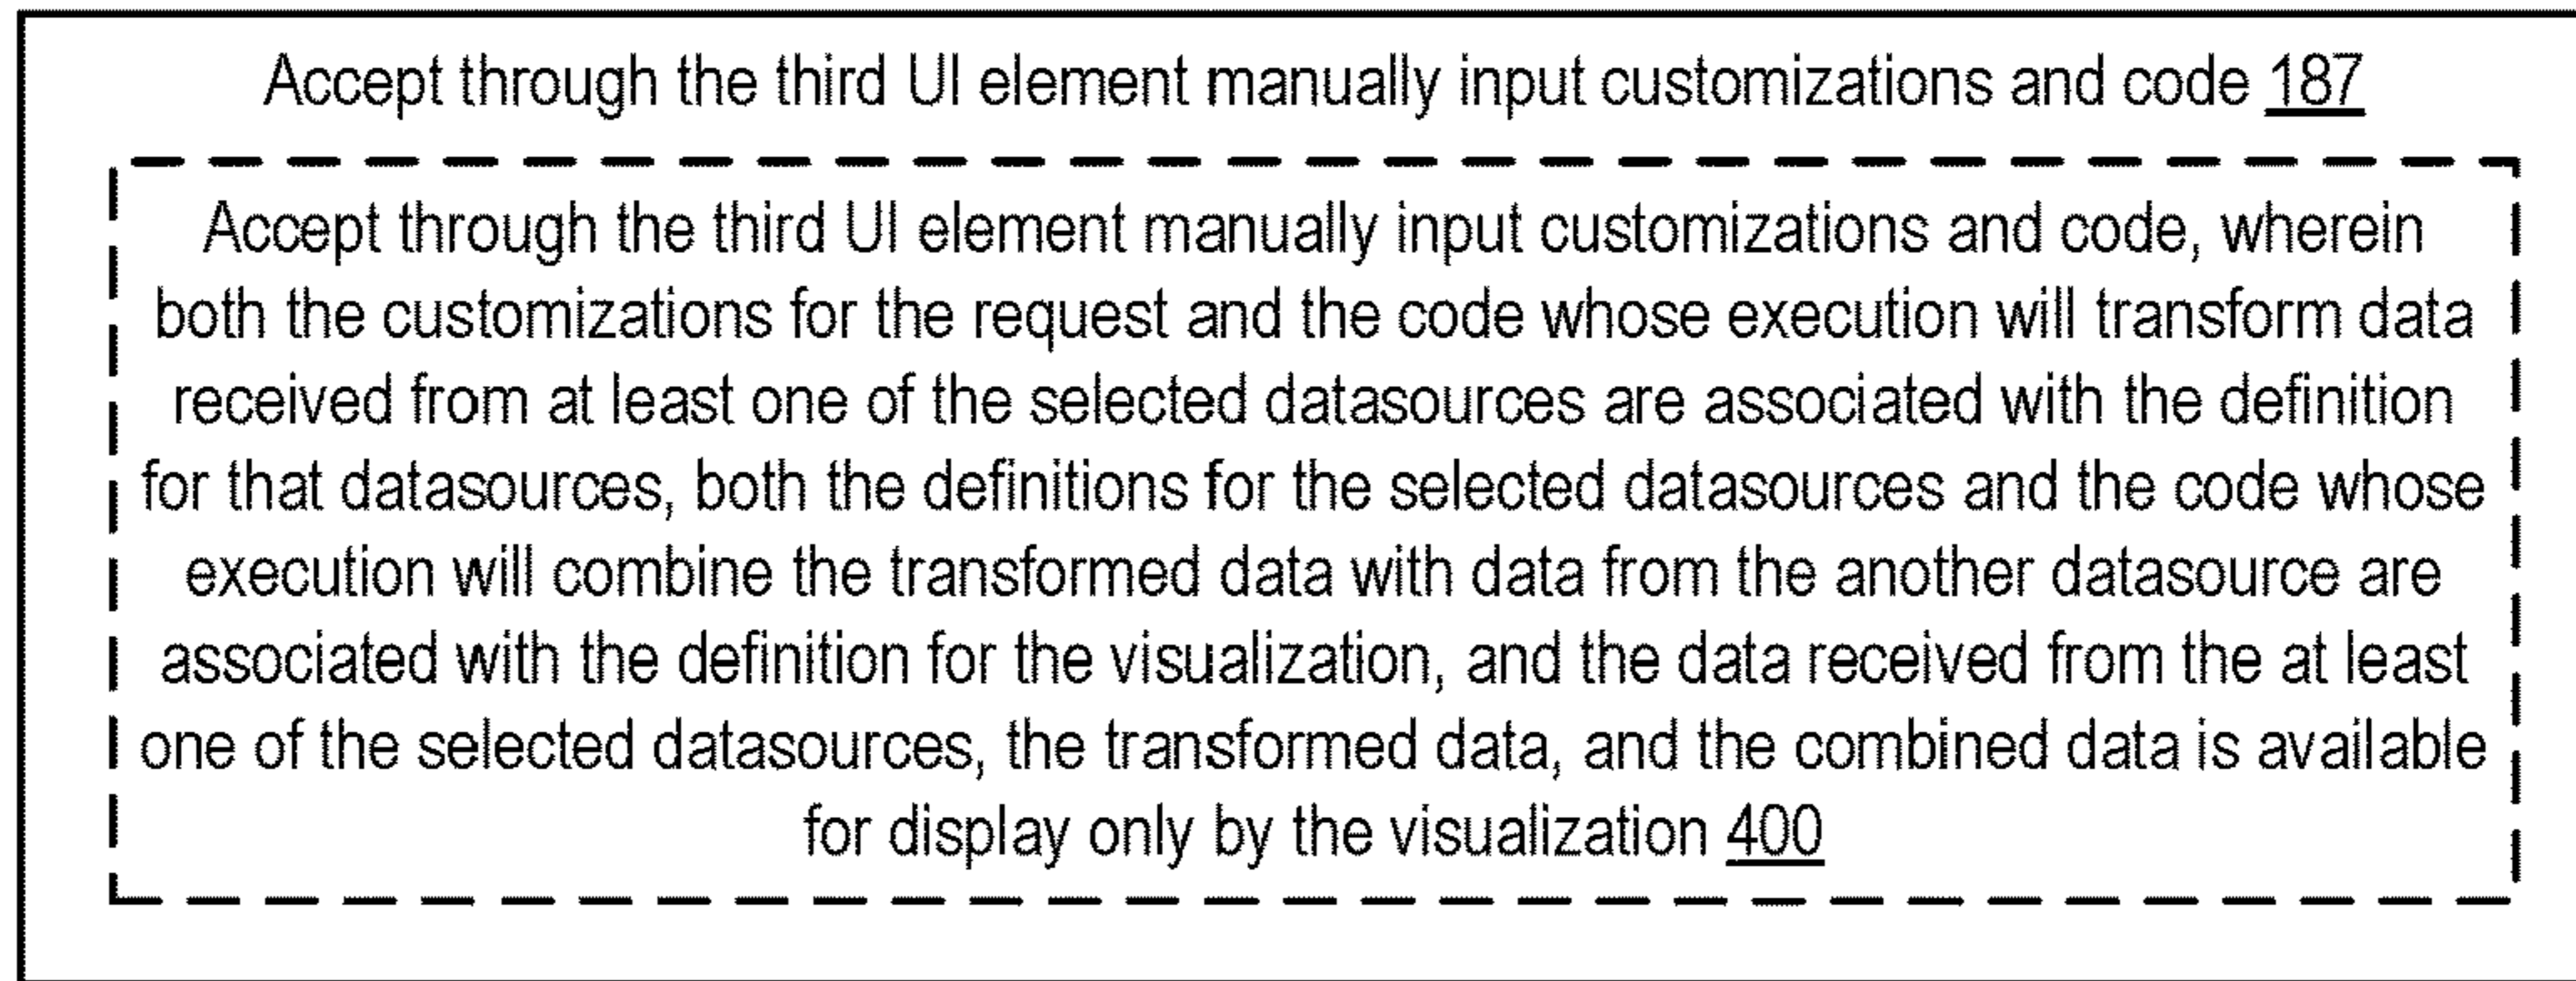 Accept through the third UI element manually input customizations and code 187
Accept through the third UI element manually input customizations and code, wherein
both the customizations for the request and the code whose execution will transform data
received from at least one of the selected datasources are associated with the definition
for that datasources, both the definitions for the selected datasources and the code whose
execution will combine the transformed data with data from the another datasource are
associated with the definition for the visualization, and the data received from the at least
one of the selected datasources, the transformed data, and the combined data is available
for display only by the visualization 400